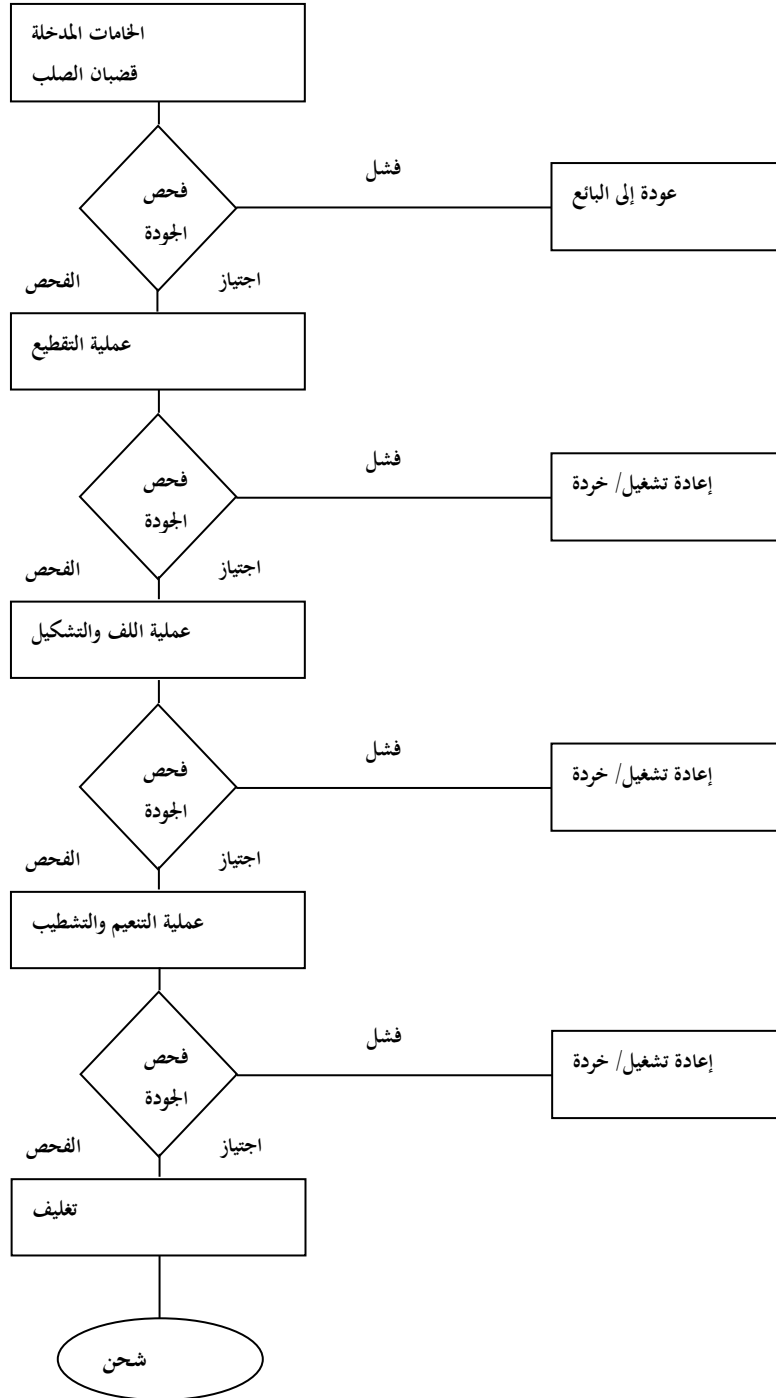 الخامات المدخلة
قضبان الصلب
فحص
الجودة
فشل
عودة إلى البائع
اجتياز الفحص
عملية التقطيع
فحص
الجودة
فشل
إعادة تشغيل/ خردة
اجتياز الفحص
عملية اللف والتشكيل
فحص
الجودة
فشل
إعادة تشغيل/ خردة
اجتياز الفحص
عملية التنعيم والتشطيب
فحص
الجودة
فشل
إعادة تشغيل/ خردة
اجتياز الفحص
تغليف
شحن